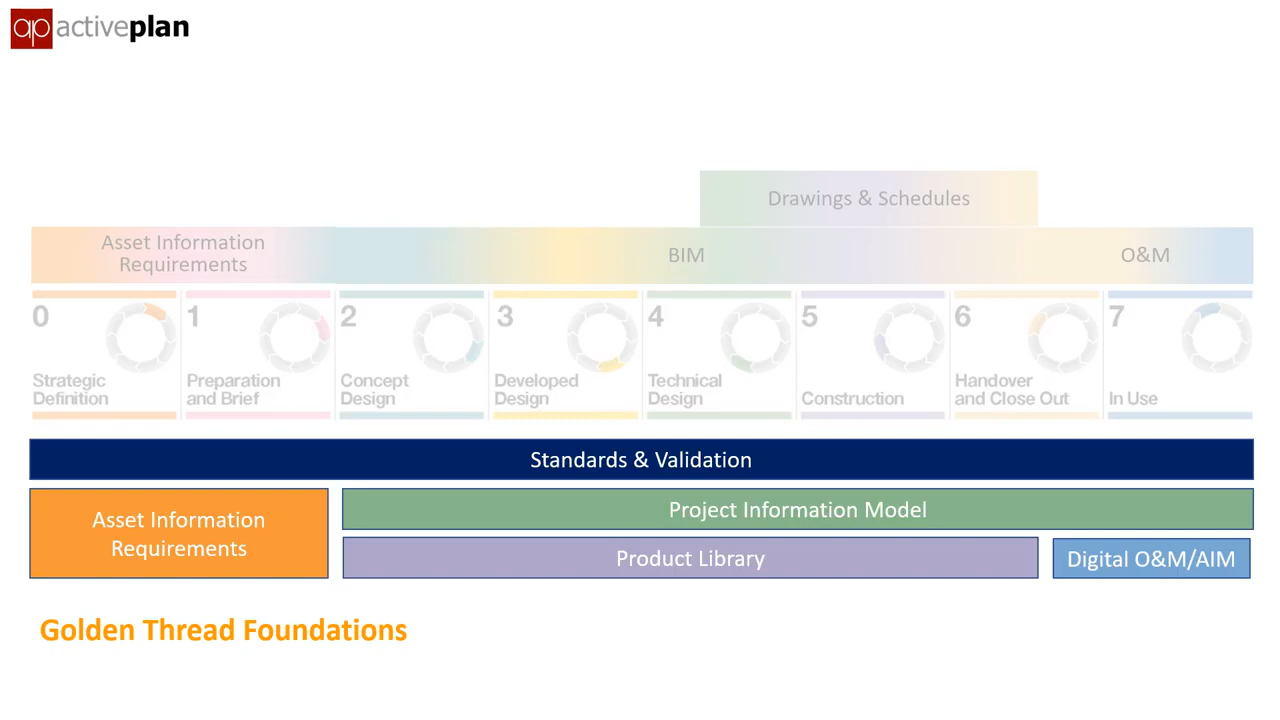 ap activeplan
Drawings & Schedules
Asset Information
Requirements
BIM
O&M
0
Strategic
Definition
1
Preparation
and Brief
2
Concept
Design
3
Developed
Design
4
Technical
Design
5
Construction
6
Handover
and Close Out
7
In Use
Standards & Validation
Asset Information
Requirements
Project Information Model
Product Library
Digital O&M/AIM
Golden Thread Foundations